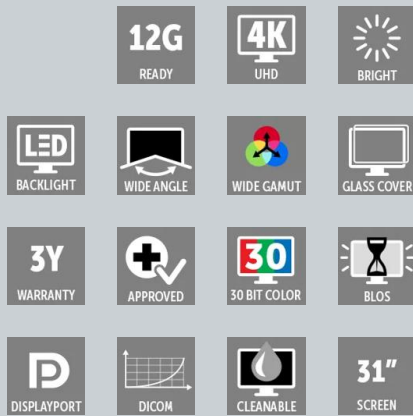 12G
READY
4K
UHD
BRIGHT
LED
BACKLIGHT
WIDE ANGLE
WIDE GAMUT
GLASS COVER
3Y
WARRANTY
APPROVED
30
30 BIT COLOR
BLOS
DISPLAYPORT
DICOM
CLEANABLE
31"
SCREEN